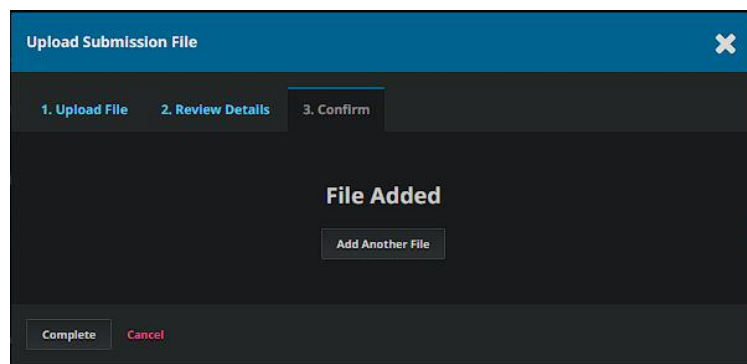 Upload Submission File
1. Upload File 2. Review Details 3. Confirm
File Added
Add Another File
Complete Cancel